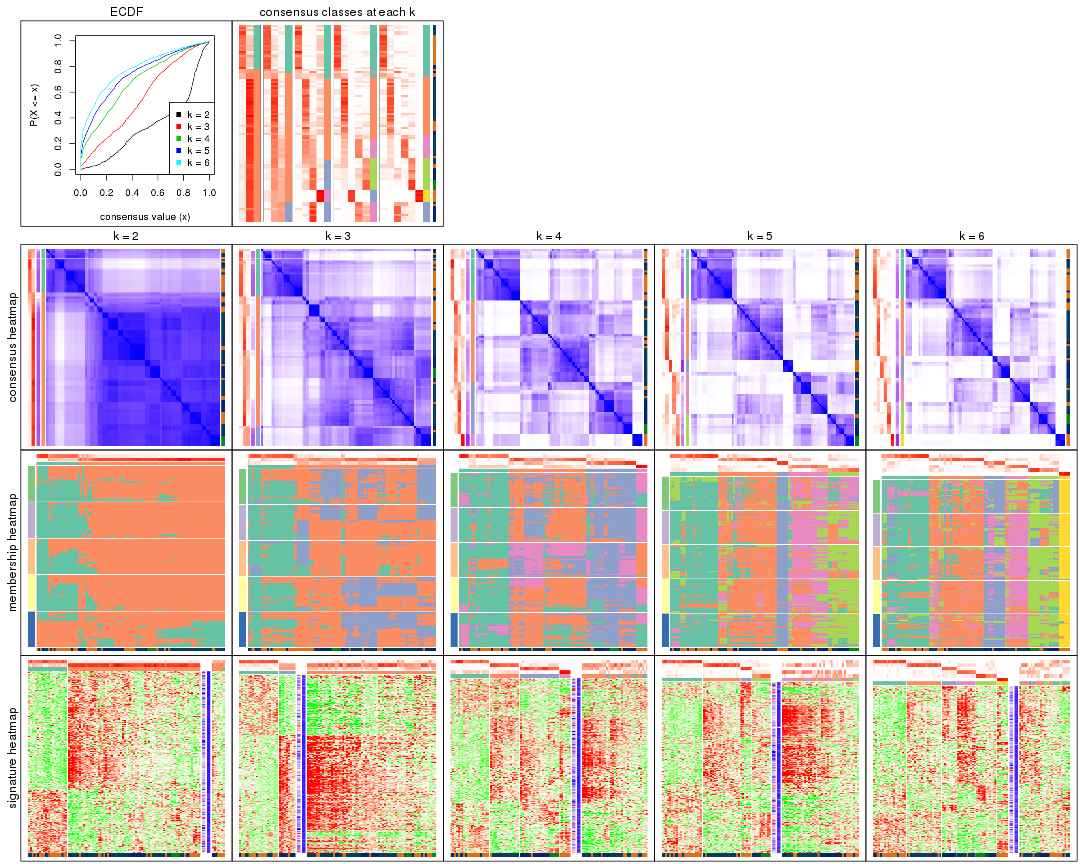 ECDF
consensus classes at each k
P(X <= x)
0.0 0.2 0.4 0.6 0.8 1.0
k = 2
k = 3
k = 4
k = 5
k = 6
0.0 0.2 0.4 0.6 0.8 1.0
consensus value (x)
k = 2 k = 3 k = 4 k = 5 k = 6
consensus heatmap
membership heatmap
signature heatmap